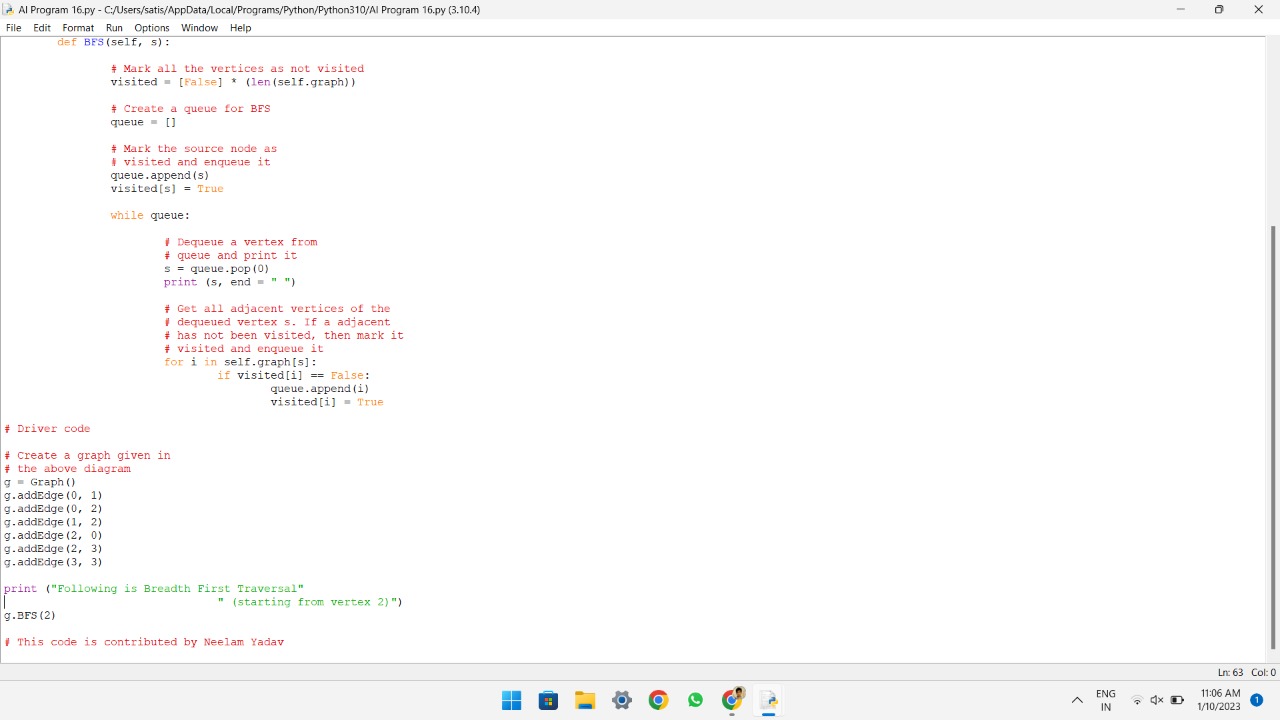 AI Program 16.py - C:/Users/satis/AppData/Local/Programs/Python/Python310/AI Program 16.py (3.10.4)
File Edit Format Run Options Window Help
def BFS(self, s):
# Mark all the vertices as not visited
visited = [False] * (len(self.graph))
# Create a queue for BFS
queue = []
# Mark the source node as
# visited and enqueue it
queue.append(s)
visited[s] = True
while queue:
# Dequeue a vertex from
# queue and print it
s = queue.pop(0)
print (s, end = " ")
# Get all adjacent vertices of the
# dequeued vertex s. If a adjacent
# has not been visited, then mark it
# visited and enqueue it
for i in self.graph[s]:
if visited[i] == False:
queue.append(i)
visited[i] = True
# Driver code
# Create a graph given in
# the above diagram
g = Graph()
g.addEdge(0, 1)
g.addEdge(0, 2)
g.addEdge(1, 2)
g.addEdge(2, 0)
g.addEdge(2, 3)
g.addEdge(3, 3)
print ("Following is Breadth First Traversal"
" (starting from vertex 2)")
g.BFS(2)
# This code is contributed by Neelam Yadav
Ln: 63 Col: 0
ENG
IN
11:06 AM
1/10/2023
1